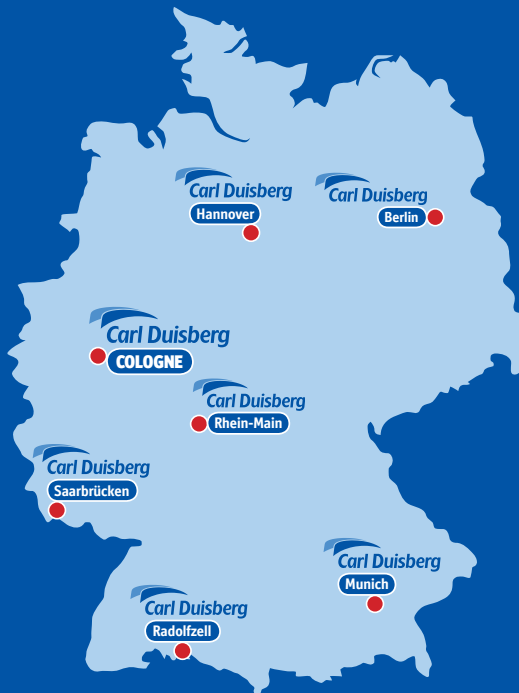 Carl Duisberg
Hannover
Carl Duisberg
Berlin
Carl Duisberg
COLOGNE
Carl Duisberg
Rhein-Main
Carl Duisberg
Saarbrücken
Carl Duisberg
Munich
Carl Duisberg
Radolfzell